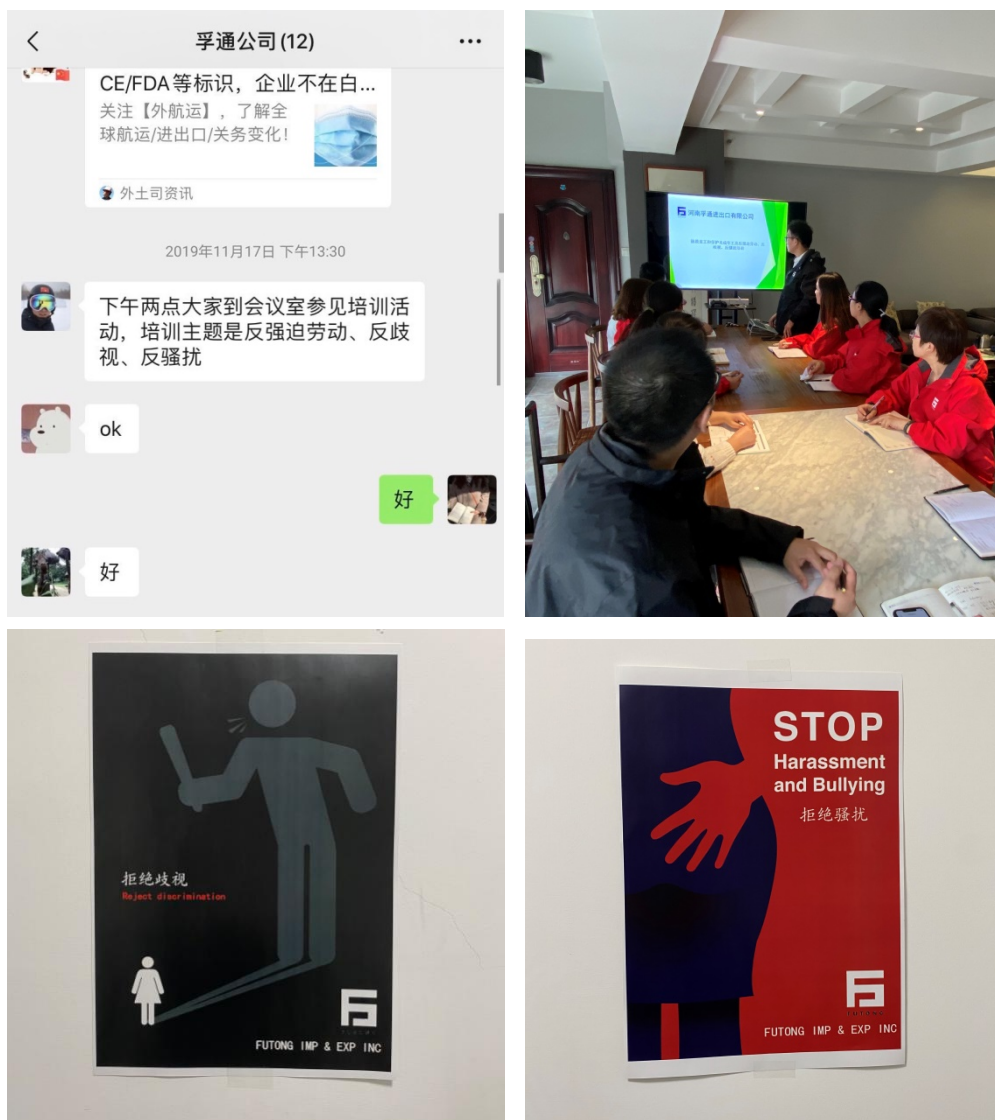 孚通公司(12)
CE/FDA等标识，企业不在白...
关注【外航运】，了解全
球航运/进出口/关务变化！
外土司资讯
2019年11月17日 下午13:30
下午两点大家到会议室参见培训活
动，培训主题是反强迫劳动、反歧
视、反骚扰
ok
好
好
河南孚通进出口有限公司
拒绝歧视
Reject discrimination
FUTONG IMP & EXP INC
STOP
Harassment
and Bullying
拒绝骚扰
FUTONG
FUTONG IMP & EXP INC